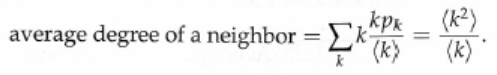 average degree of a neighbor = ∑ₖ k kpₖ/⟨k⟩ = ⟨k²⟩/⟨k⟩.